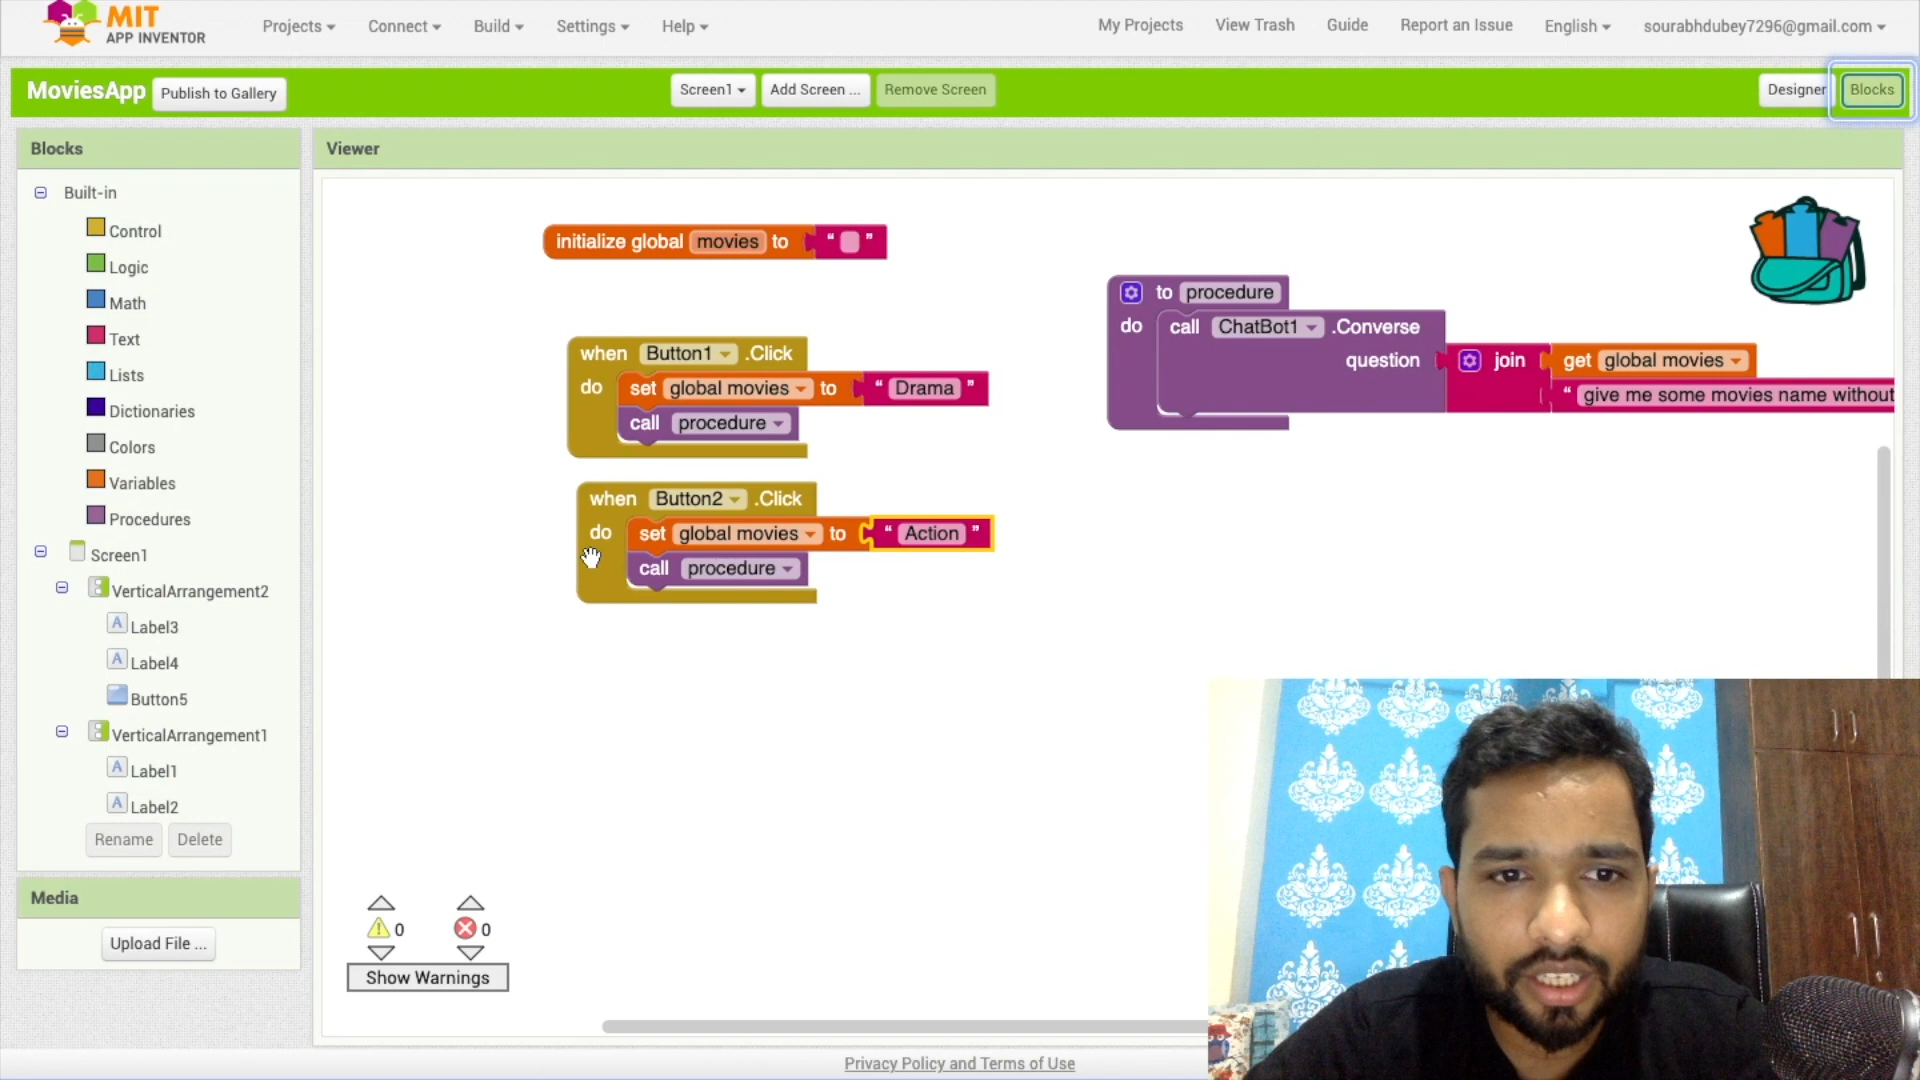 MIT
APP INVENTOR
Projects
Connect
Build
Settings
Help
My Projects
View Trash
Guide
Report an Issue
English
sourabhdubey7296@gmail.com
MoviesApp
Publish to Gallery
Screen1
Add Screen ...
Remove Screen
Designer
Blocks
Blocks
Built-in
Control
Logic
Math
Text
Lists
Dictionaries
Colors
Variables
Procedures
Screen1
VerticalArrangement2
Label3
Label4
Button5
VerticalArrangement1
Label1
Label2
Rename
Delete
Media
Upload File ...
Viewer
initialize global movies to “ ”
when Button1 .Click
do set global movies to “ Drama ”
call procedure
when Button2 .Click
do set global movies to “ Action ”
call procedure
to procedure
do call ChatBot1 .Converse
question join get global movies
“ give me some movies name without
0
0
Show Warnings
Privacy Policy and Terms of Use